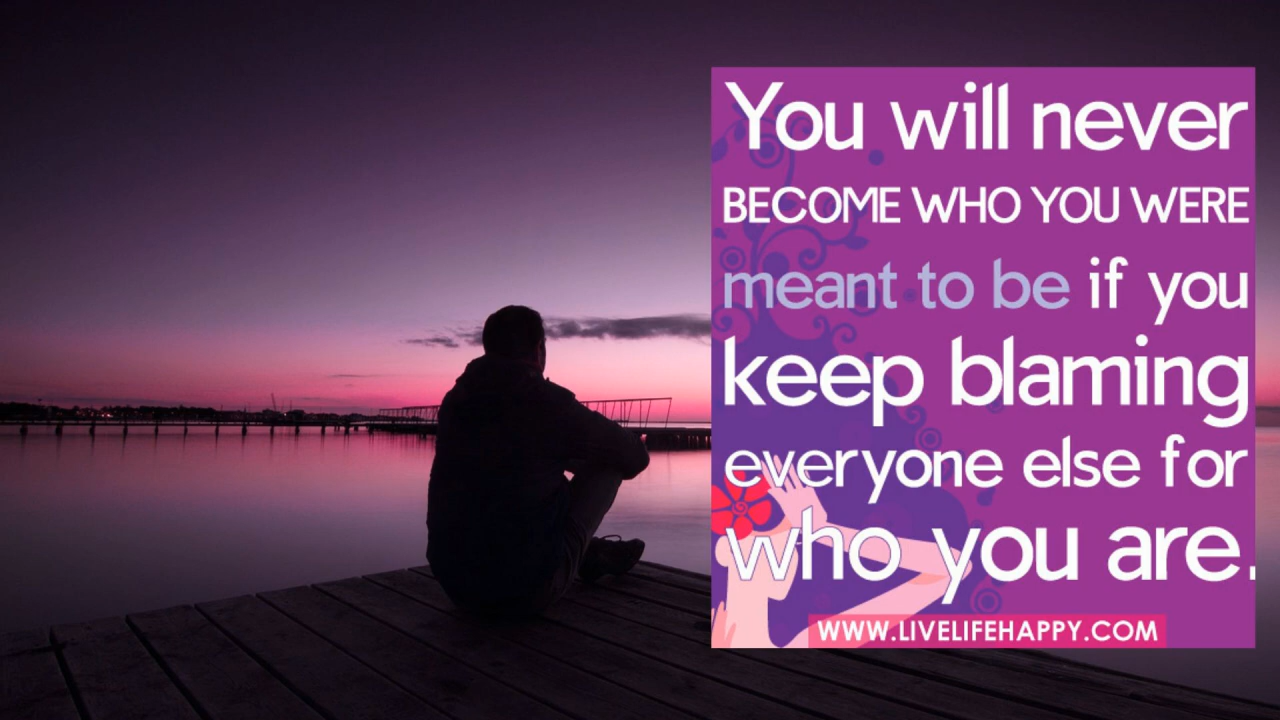 You will never
BECOME WHO YOU WERE
meant to be if you
keep blaming
everyone else for
who you are.
WWW.LIVELIFEHAPPY.COM